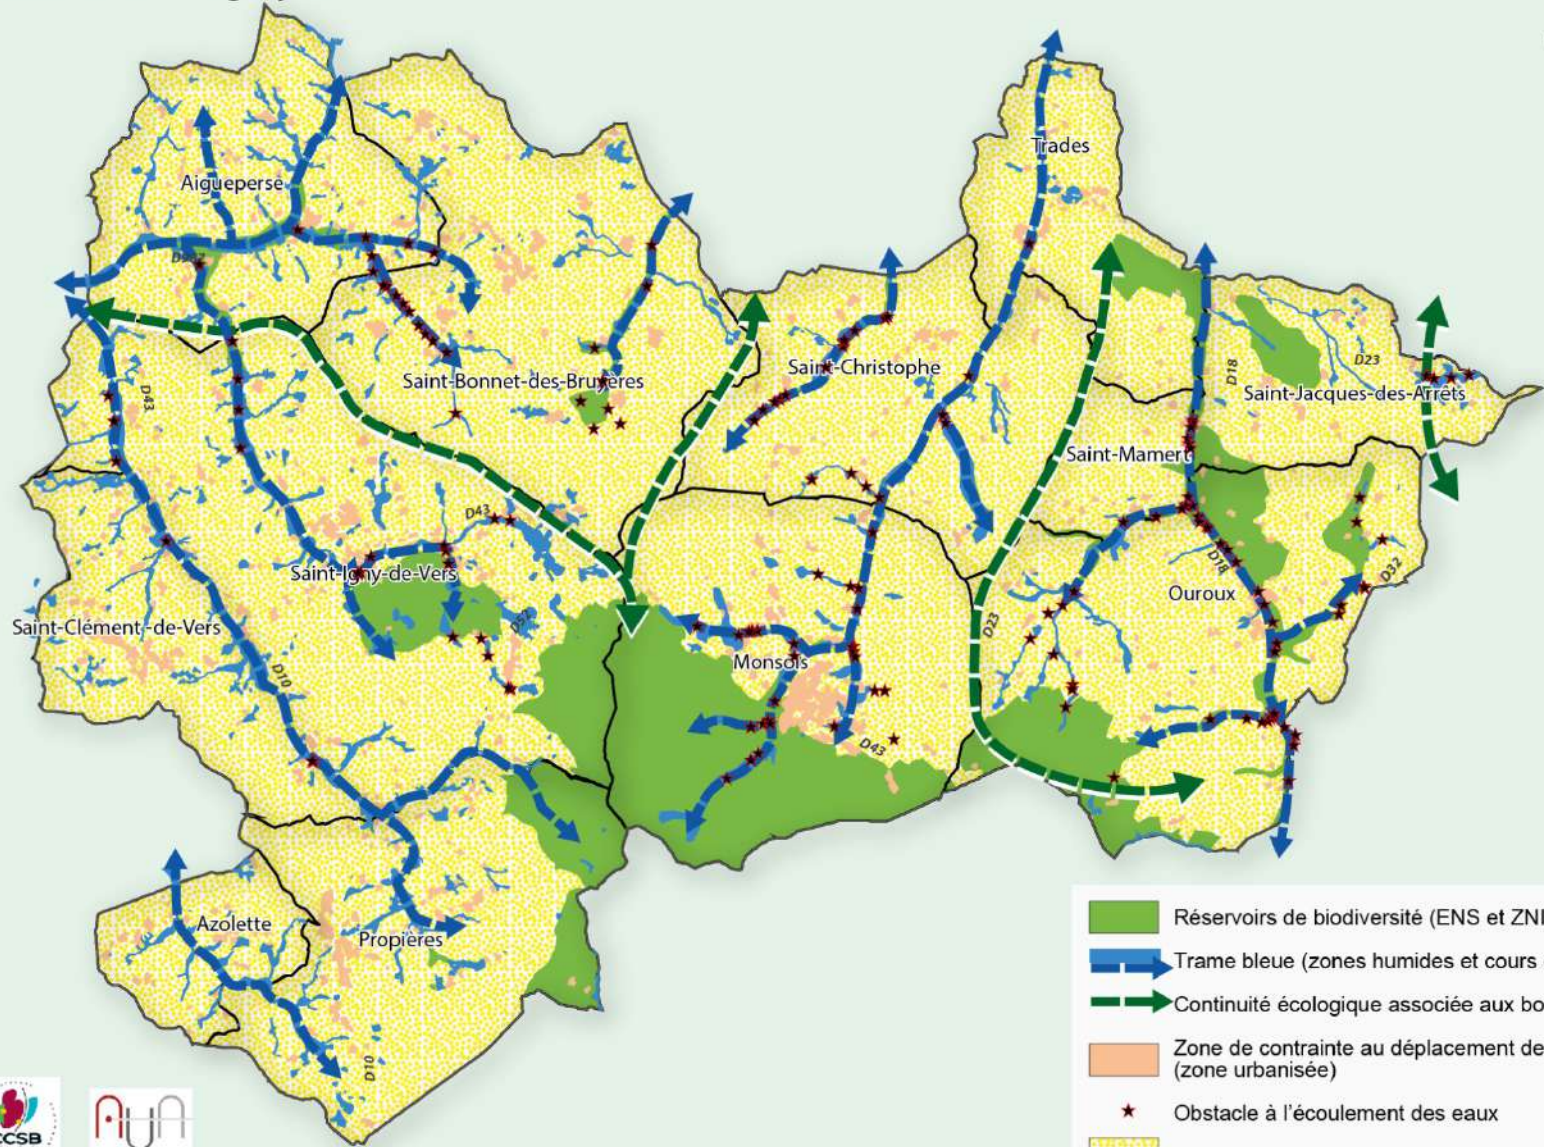 Trades
Aigueperse
D23
D18
D43
Saint-Christophe
Saint-Bonnet-des-Bruyères
Saint-Jacques-des-Arrêts
Saint-Mamert
D43
D18
Saint-Igny-de-Vers
D32
Ouroux
Saint-Clément-de-Vers
D52
D23
Monsols
D10
D43
Azolette
Propières
D10
Réservoirs de biodiversité (ENS et ZNI
Trame bleue (zones humides et cours
Continuité écologique associée aux bo
Zone de contrainte au déplacement de
(zone urbanisée)
Obstacle à l'écoulement des eaux
CCSB
AUA